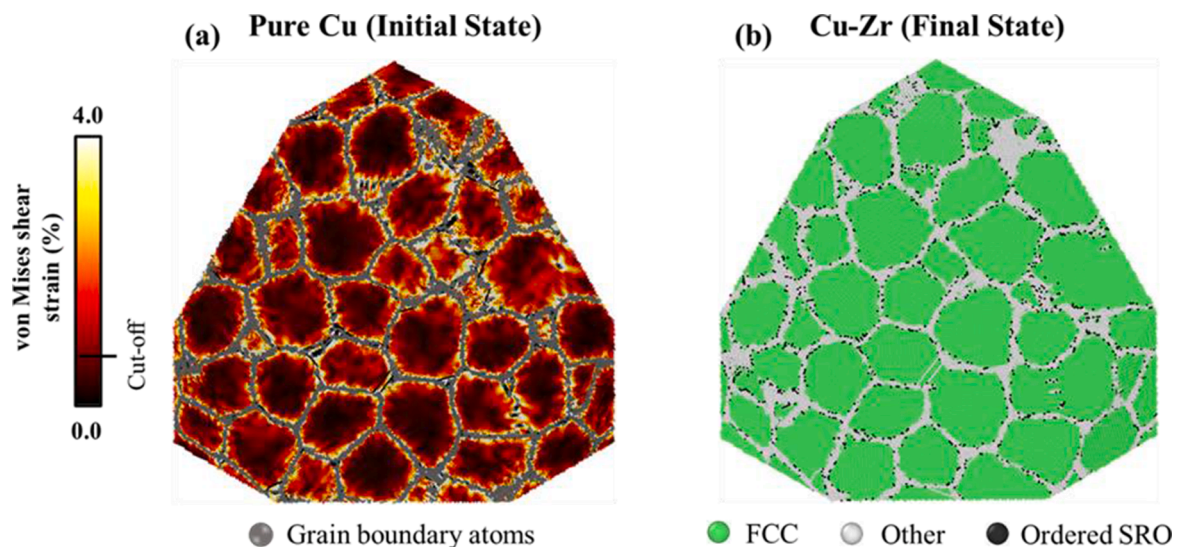 (a) Pure Cu (Initial State)
(b) Cu-Zr (Final State)
4.0
von Mises shear
strain (%)
Cut-off
0.0
Grain boundary atoms
FCC Other Ordered SRO